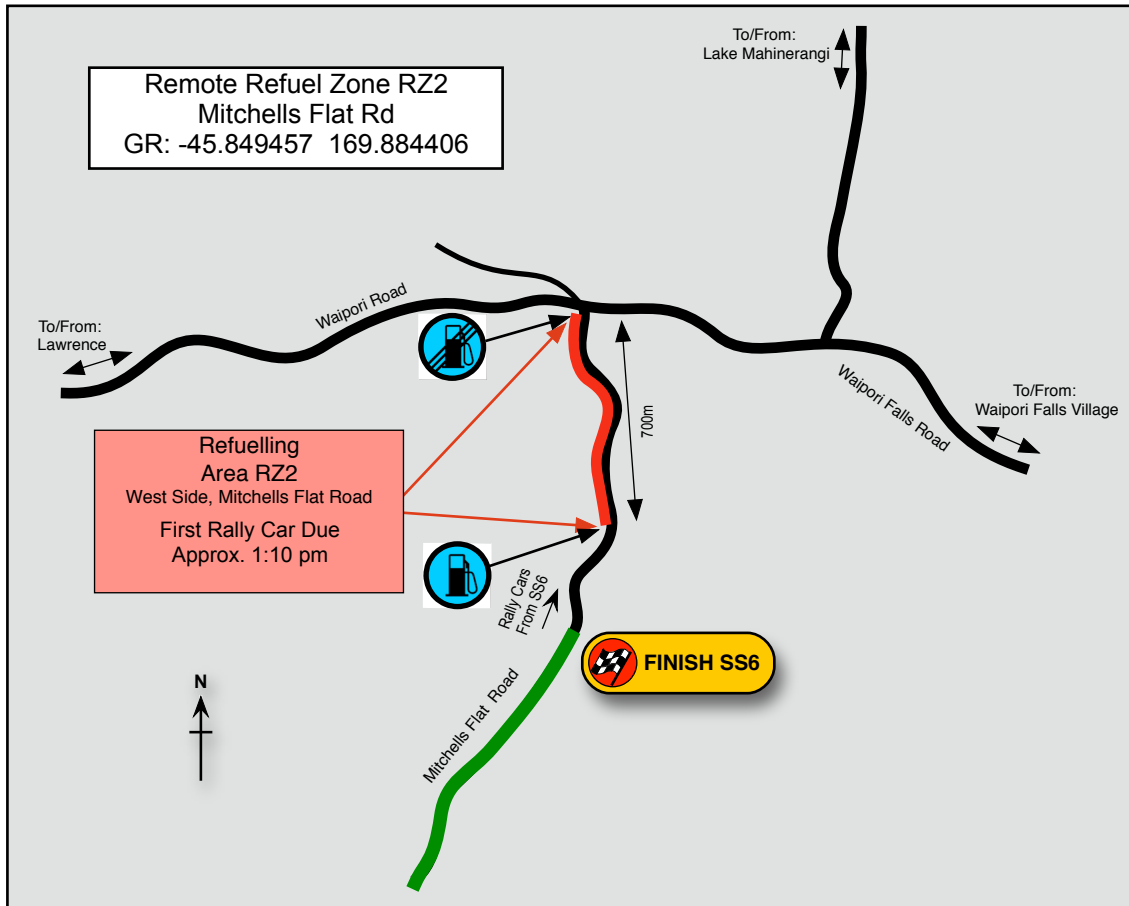 Remote Refuel Zone RZ2
Mitchells Flat Rd
GR: -45.849457  169.884406
To/From:
Lake Mahinerangi
Waipori Road
To/From:
Lawrence
700m
Waipori Falls Road
To/From:
Waipori Falls Village
Refuelling
Area RZ2
West Side, Mitchells Flat Road
First Rally Car Due
Approx. 1:10 pm
Rally Cars
From SS6
FINISH SS6
Mitchells Flat Road
N